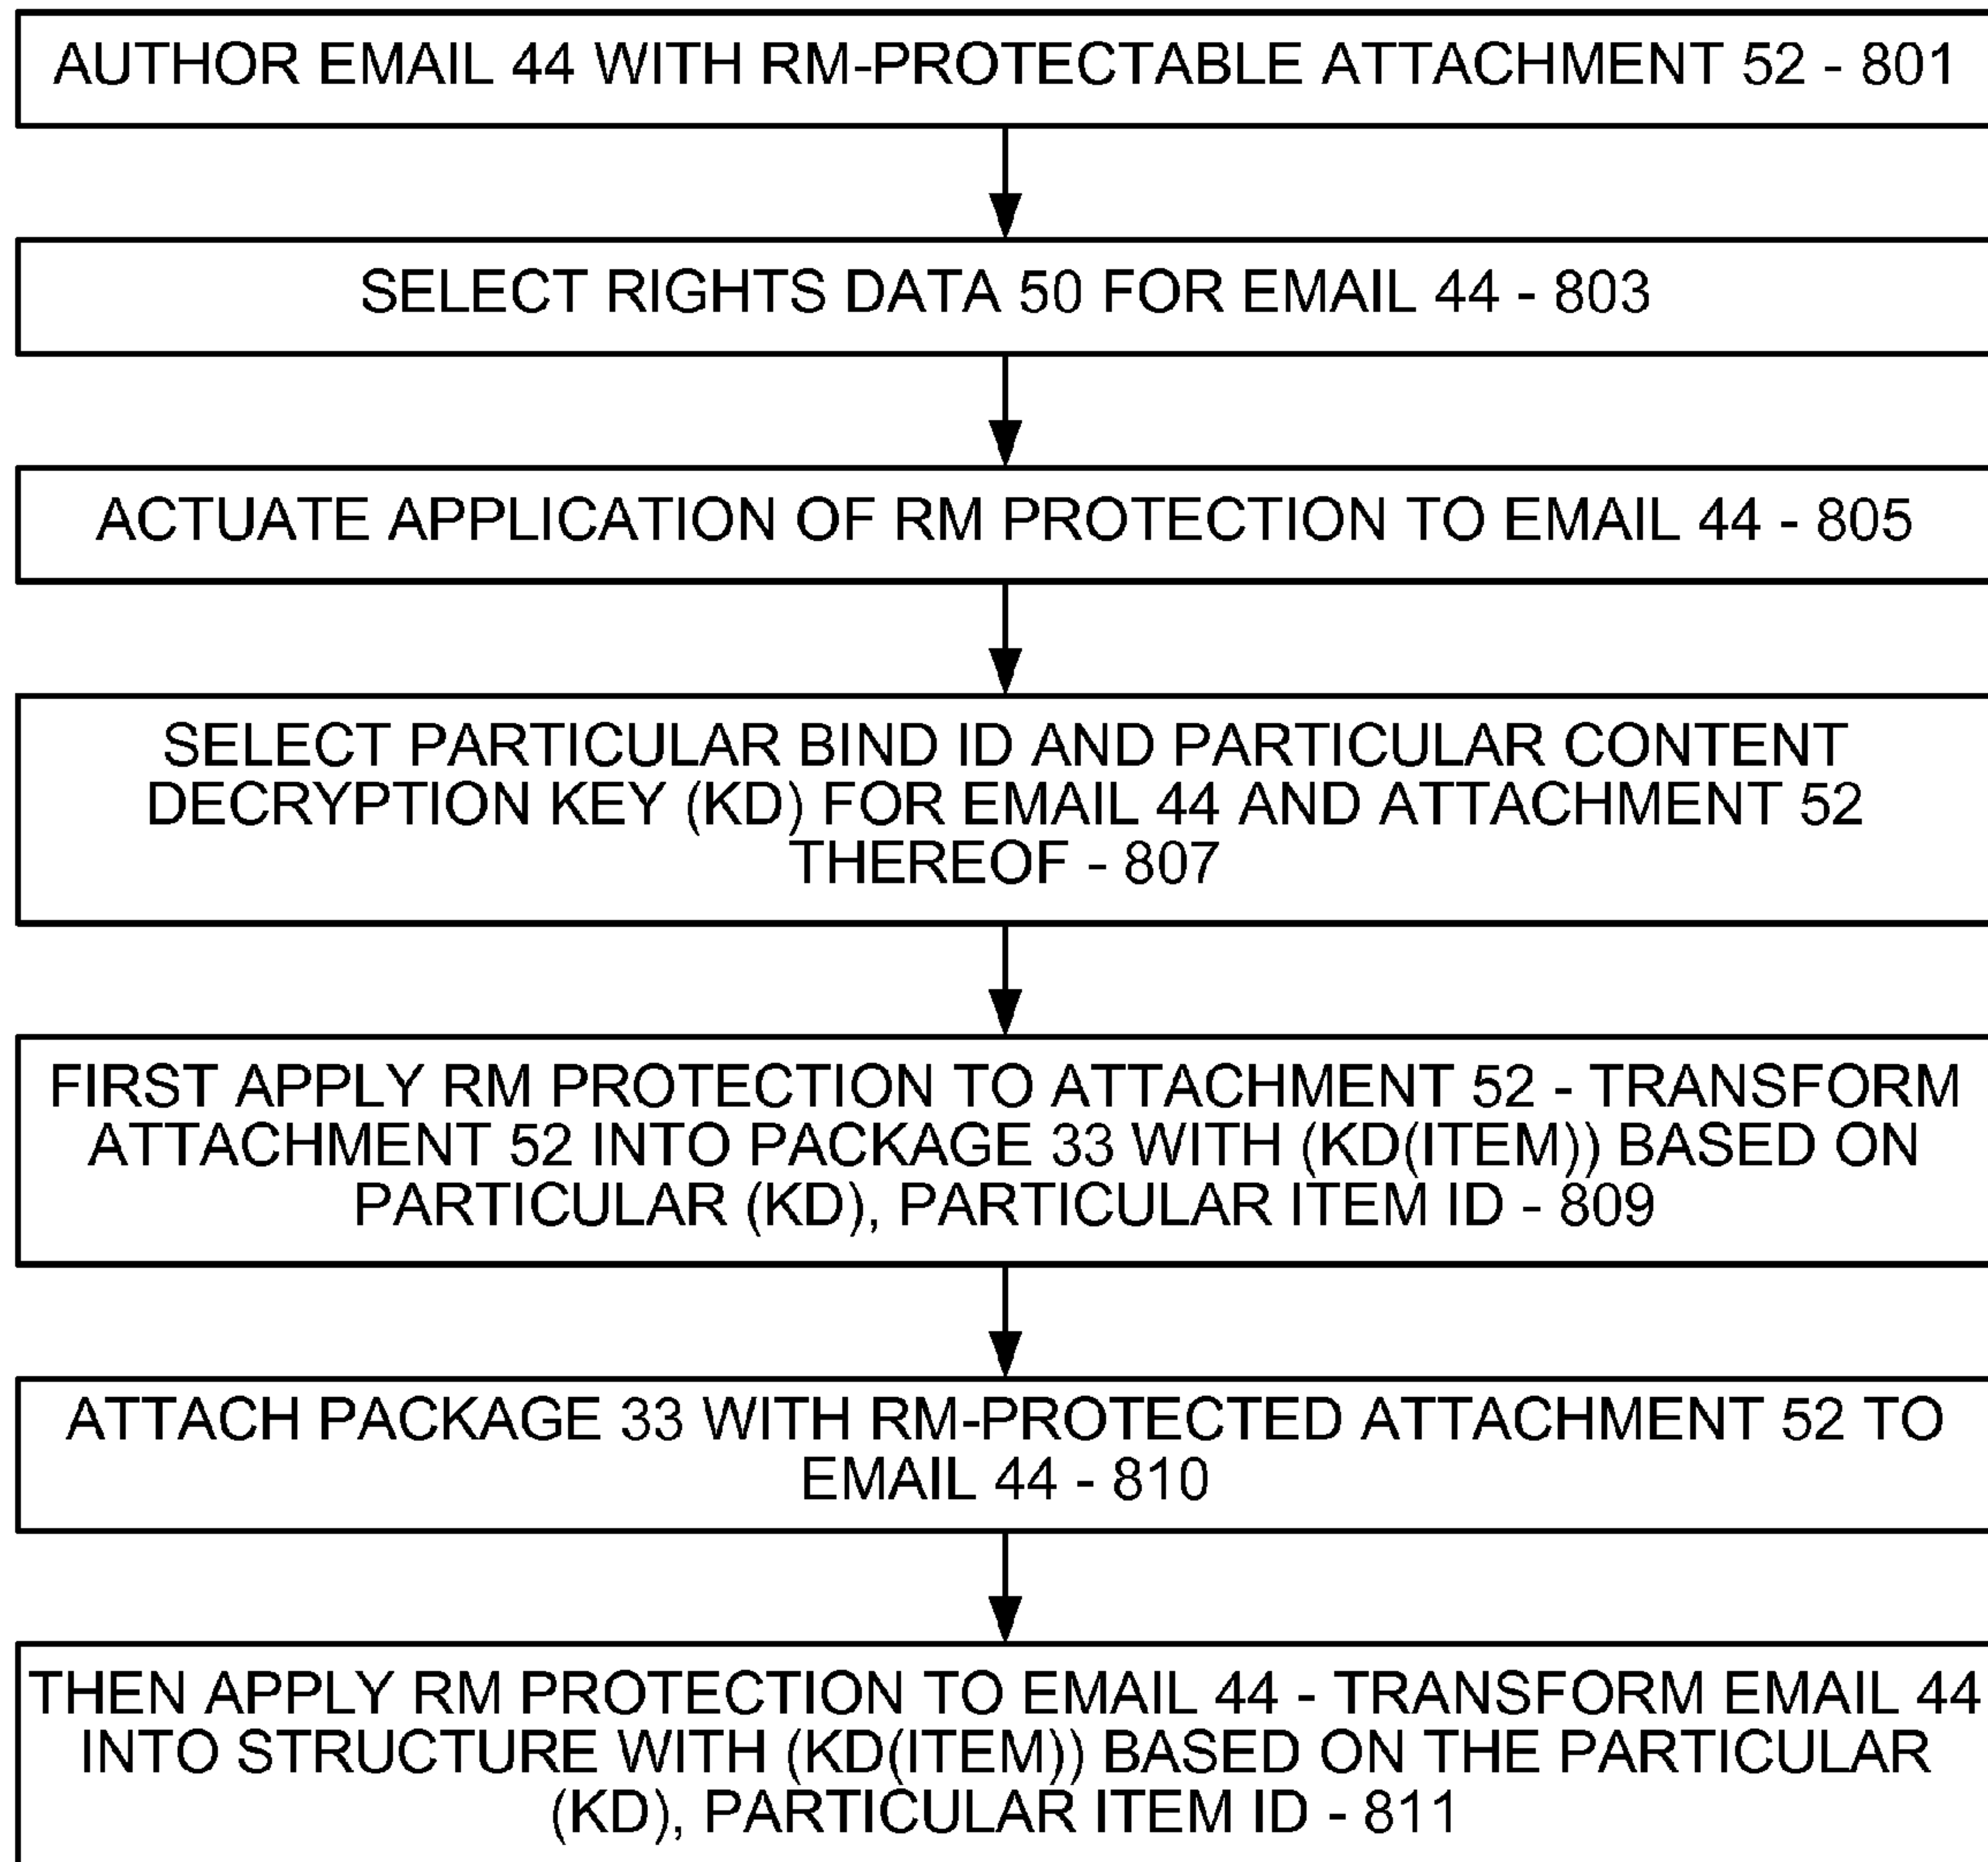 AUTHOR EMAIL 44 WITH RM-PROTECTABLE ATTACHMENT 52 - 801
SELECT RIGHTS DATA 50 FOR EMAIL 44 - 803
ACTUATE APPLICATION OF RM PROTECTION TO EMAIL 44 - 805
SELECT PARTICULAR BIND ID AND PARTICULAR CONTENT
DECRYPTION KEY (KD) FOR EMAIL 44 AND ATTACHMENT 52
THEREOF - 807
FIRST APPLY RM PROTECTION TO ATTACHMENT 52 - TRANSFORM
ATTACHMENT 52 INTO PACKAGE 33 WITH (KD(ITEM)) BASED ON
PARTICULAR (KD), PARTICULAR ITEM ID - 809
ATTACH PACKAGE 33 WITH RM-PROTECTED ATTACHMENT 52 TO
EMAIL 44 - 810
THEN APPLY RM PROTECTION TO EMAIL 44 - TRANSFORM EMAIL 44
INTO STRUCTURE WITH (KD(ITEM)) BASED ON THE PARTICULAR
(KD), PARTICULAR ITEM ID - 811